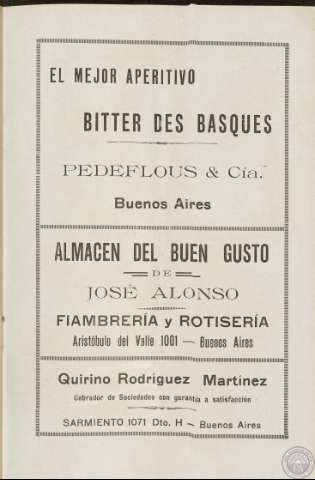 EL MEJOR APERITIVO
BITTER DES BASQUES
PEDEFLOUS & Cía.
Buenos Aires
ALMACEN DEL BUEN GUSTO
DE
JOSÉ ALONSO
FIAMBRERÍA y ROTISERÍA
Aristóbulo del Valle 1001 — Buenos Aires
Quirino Rodríguez Martínez
Cobrador de Sociedades con garantía a satisfacción
SARMIENTO 1071 Dto. H — Buenos Aires